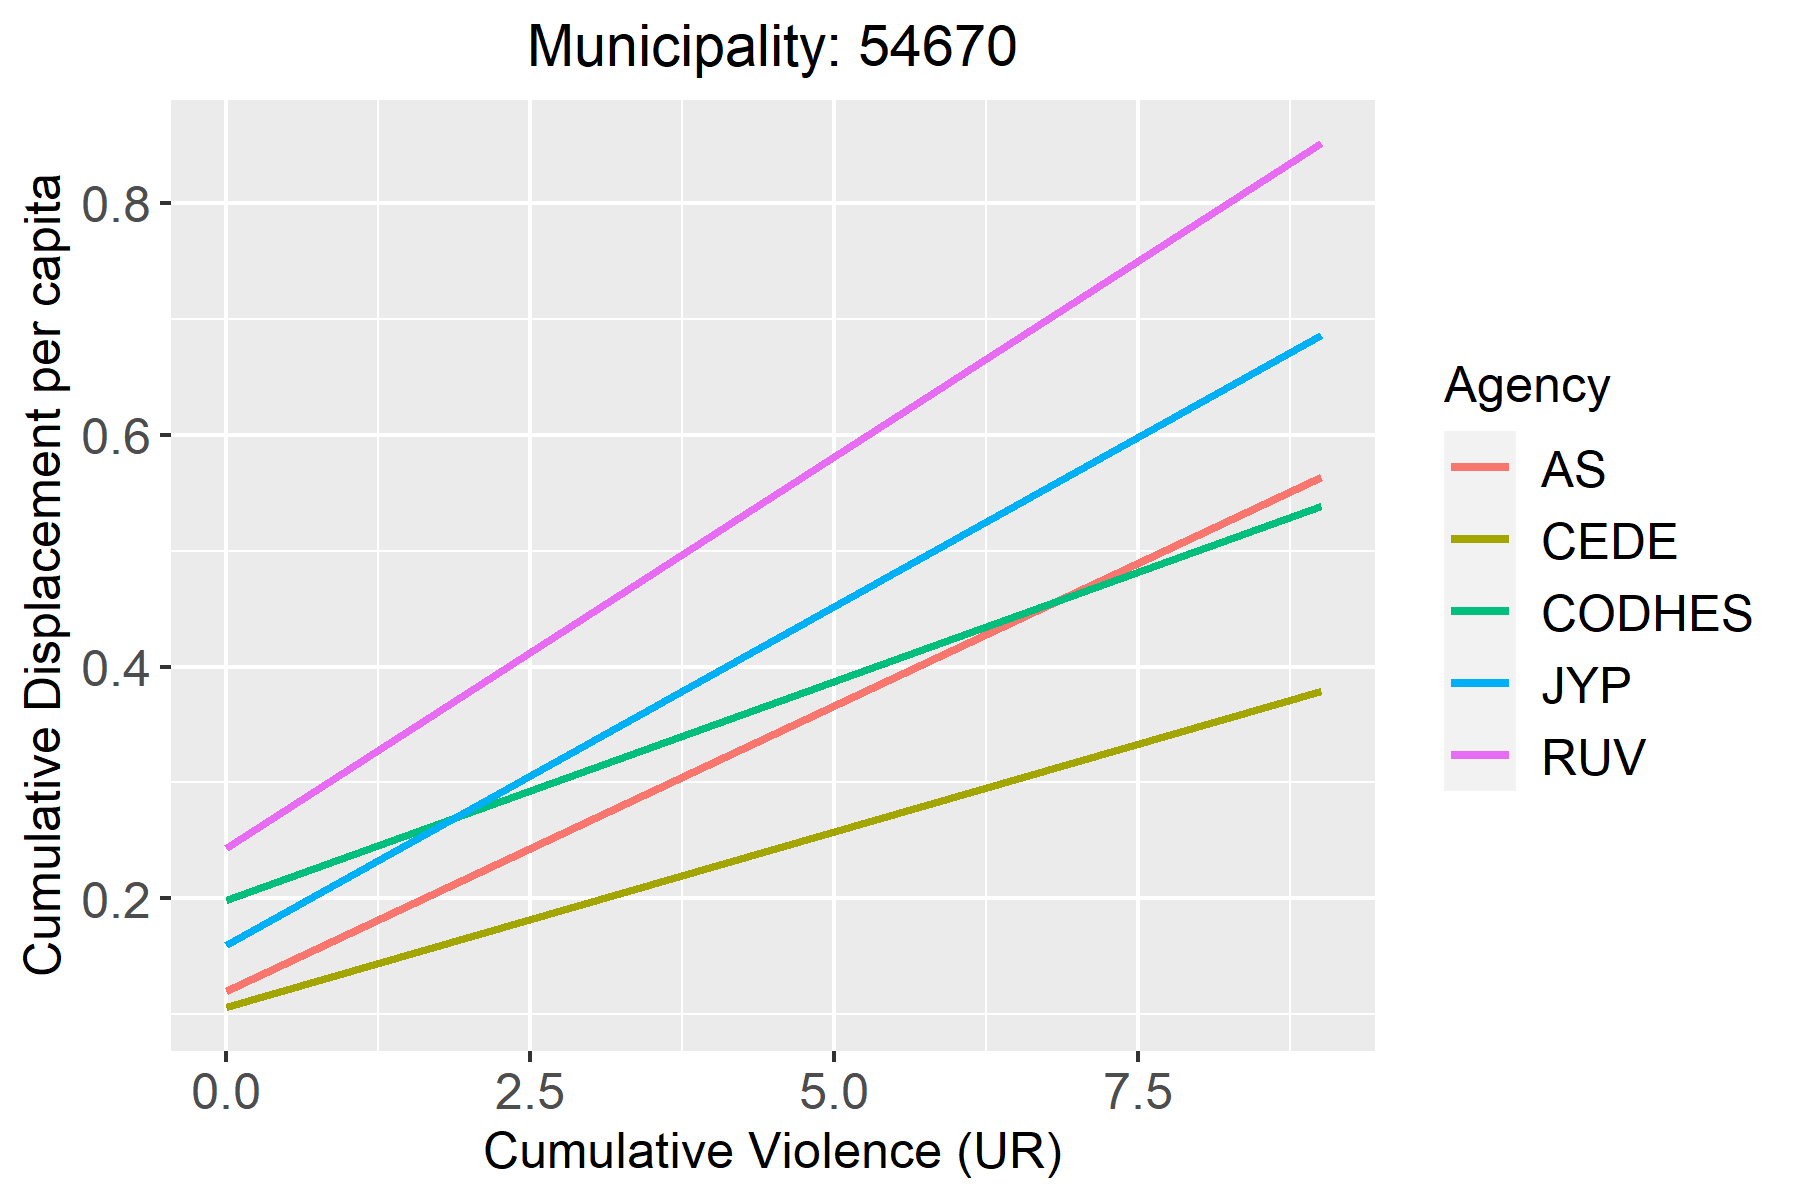 Municipality: 54670
Cumulative Displacement per capita
0.8
0.6
0.4
0.2
0.0
2.5
5.0
7.5
Cumulative Violence (UR)
Agency
AS
CEDE
CODHES
JYP
RUV